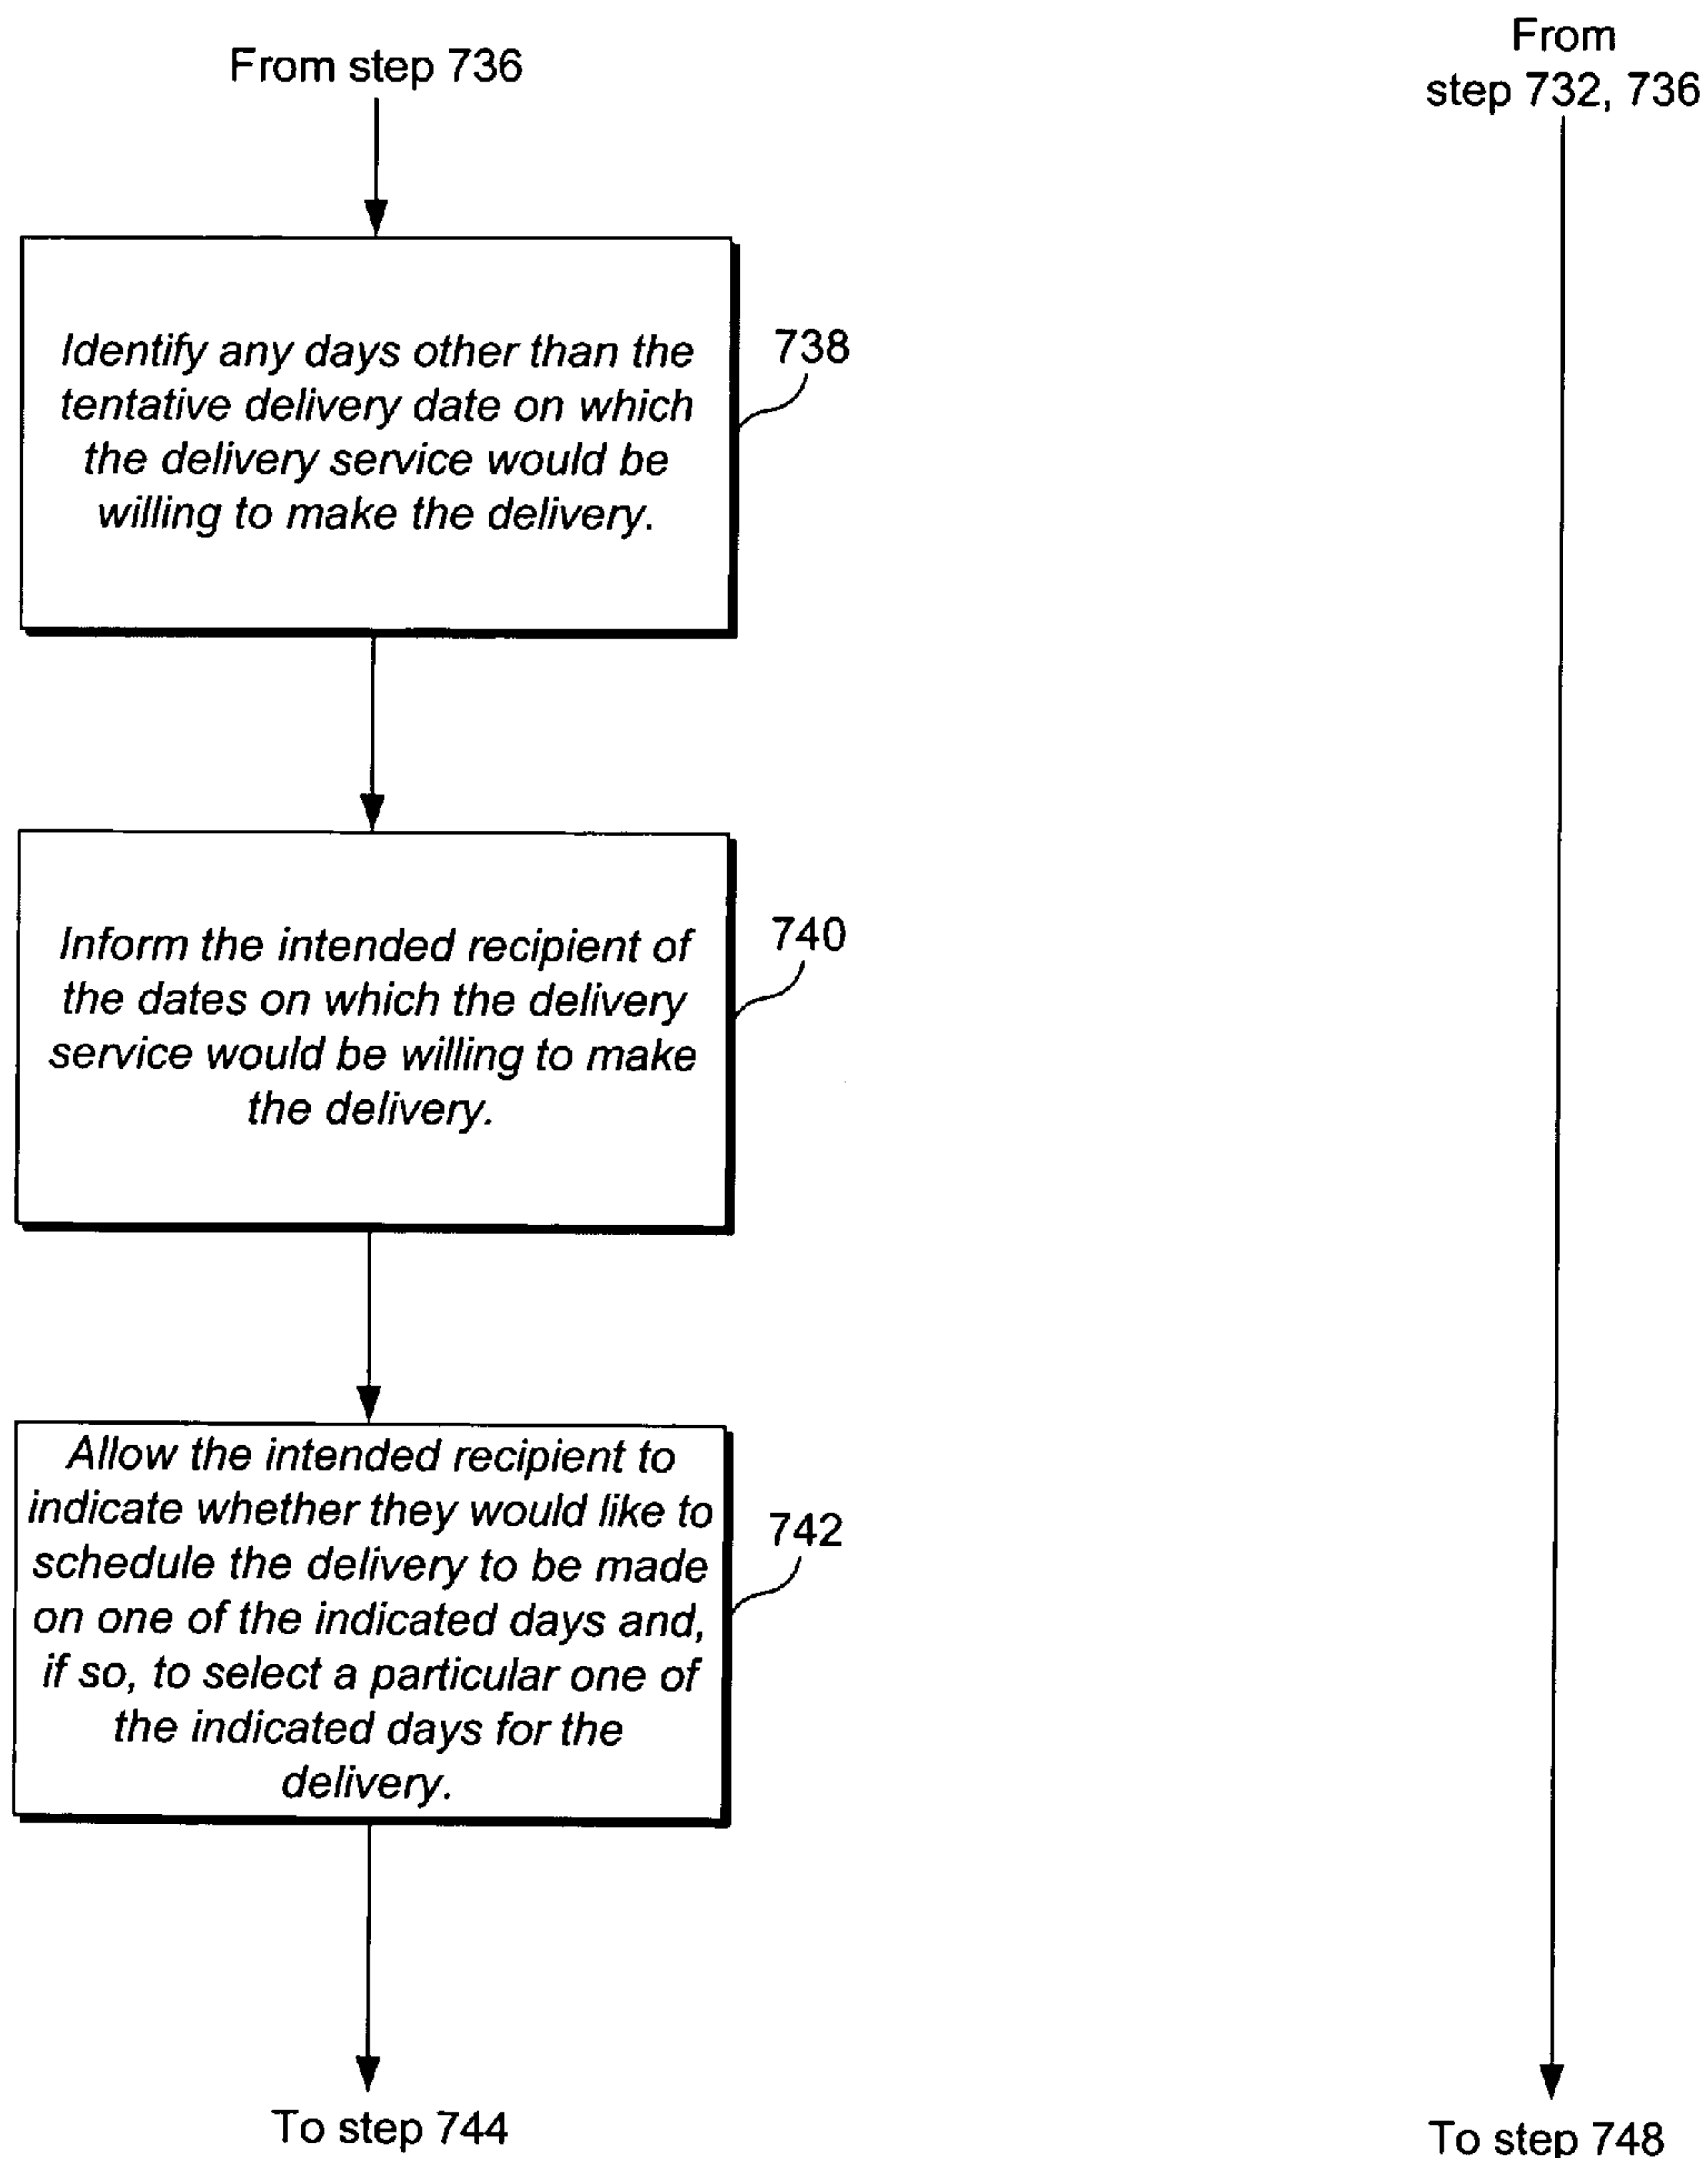 From step 736
From
step 732, 736
Identify any days other than the
tentative delivery date on which
the delivery service would be
willing to make the delivery.
738
Inform the intended recipient of
the dates on which the delivery
service would be willing to make
the delivery.
740
Allow the intended recipient to
indicate whether they would like to
schedule the delivery to be made
on one of the indicated days and,
if so, to select a particular one of
the indicated days for the
delivery.
742
To step 744
To step 748